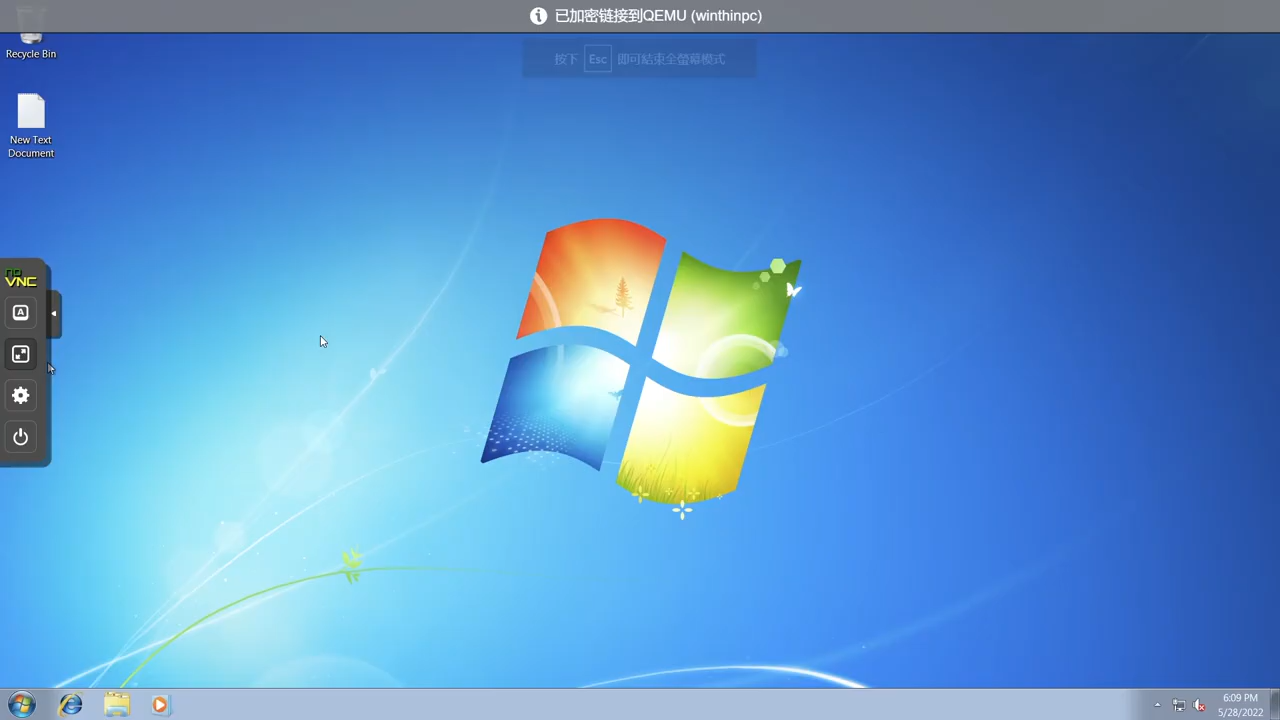 已加密链接到QEMU (winthinpc)
按下 Esc 即可結束全螢幕模式
Recycle Bin
New Text
Document
no
VNC
A
6:09 PM
5/28/2022